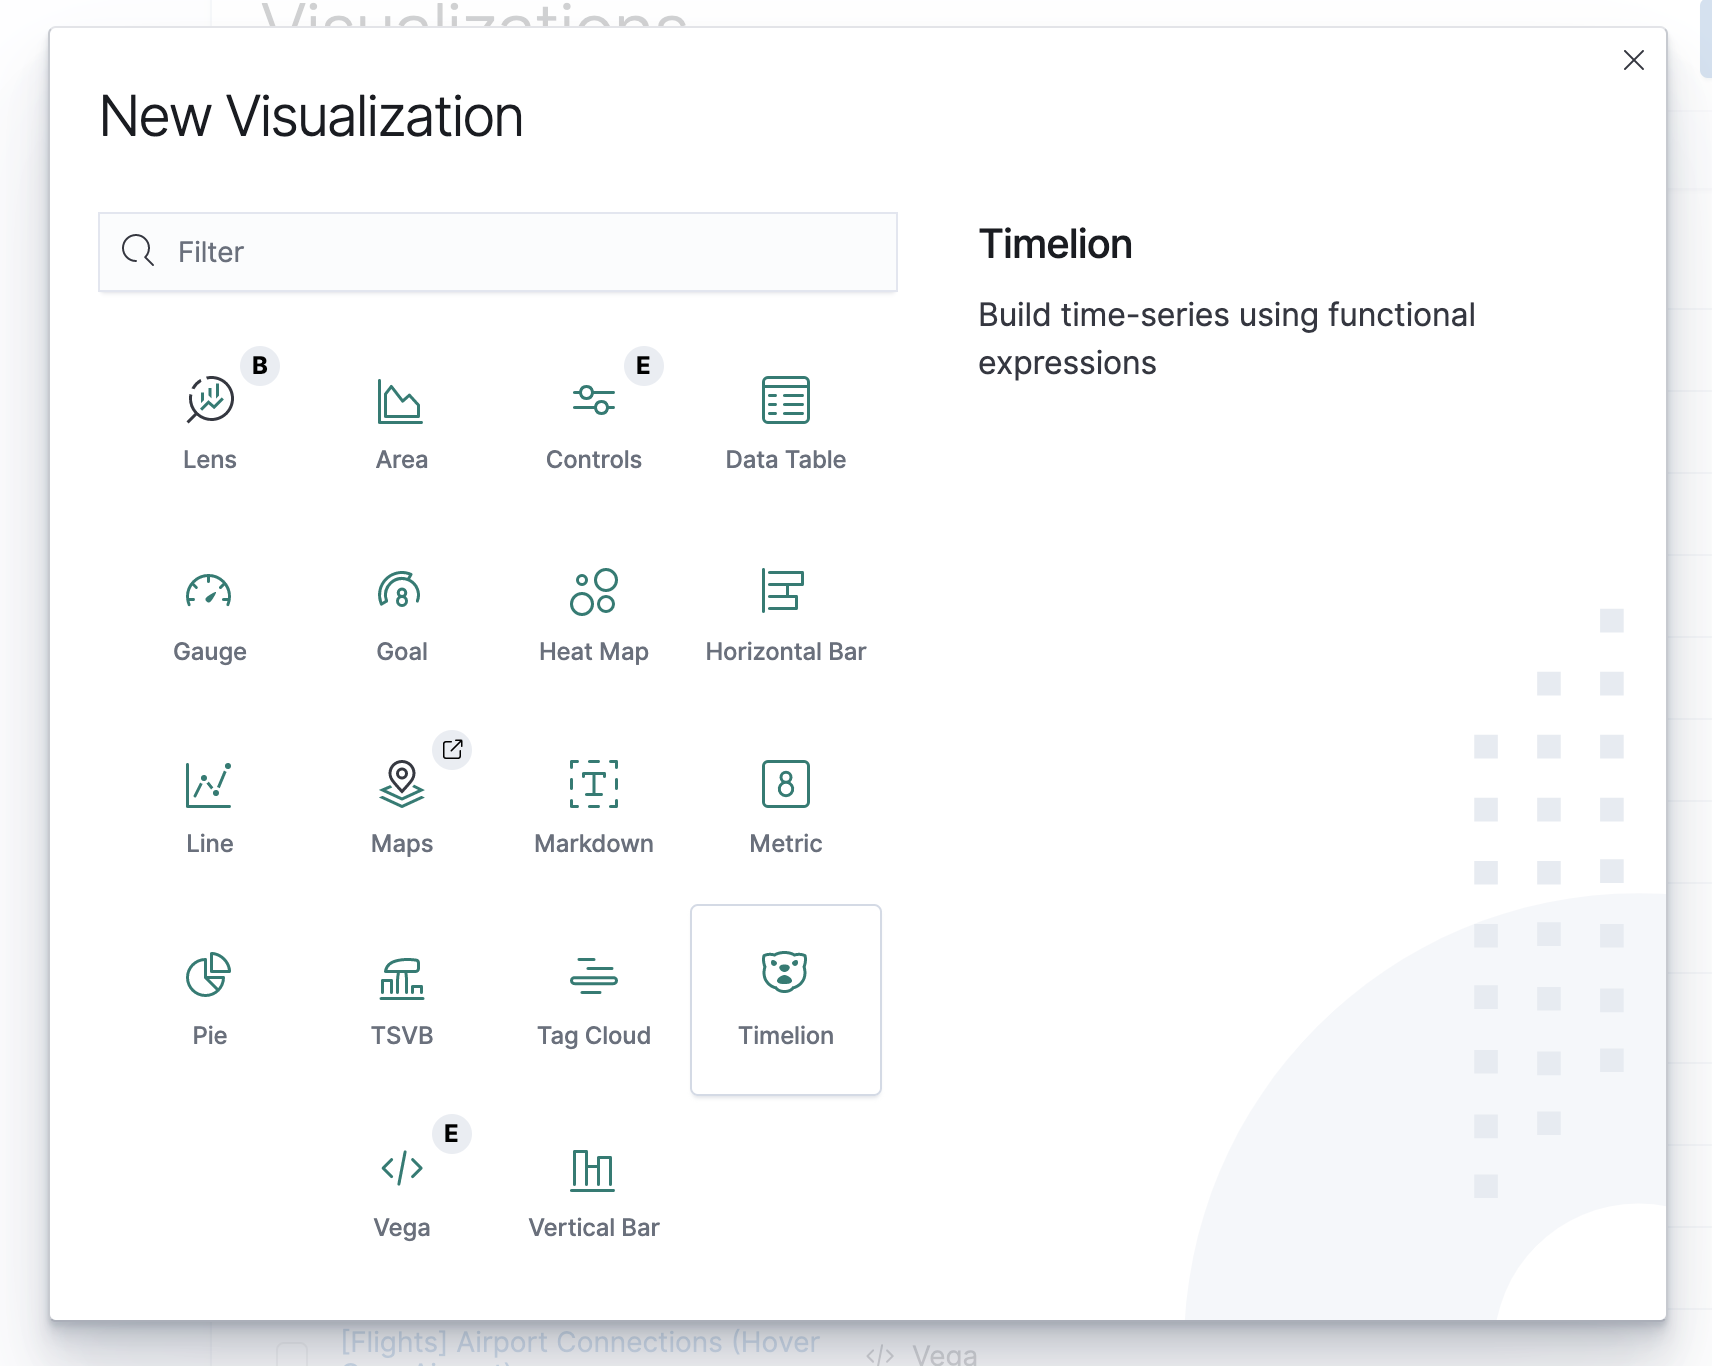 Visualizations
New Visualization
Filter
Timelion
Build time-series using functional
expressions
B
E
Lens
Area
Controls
Data Table
8
Gauge
Goal
Heat Map
Horizontal Bar
T
8
Line
Maps
Markdown
Metric
Pie
TSVB
Tag Cloud
Timelion
E
</>
Vega
Vertical Bar
[Flights] Airport Connections (Hover
</> Vega